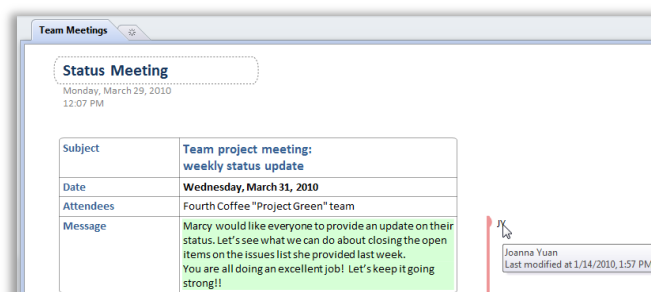 Team Meetings
Status Meeting
Monday, March 29, 2010
12:07 PM
Subject
Team project meeting:
weekly status update
Date
Wednesday, March 31, 2010
Attendees
Fourth Coffee "Project Green" team
Message
Marcy would like everyone to provide an update on their
status. Let's see what we can do about closing the open
items on the issues list she provided last week.
You are all doing an excellent job! Let's keep it going
strong!!
JY
Joanna Yuan
Last modified at 1/14/2010, 1:57 PM